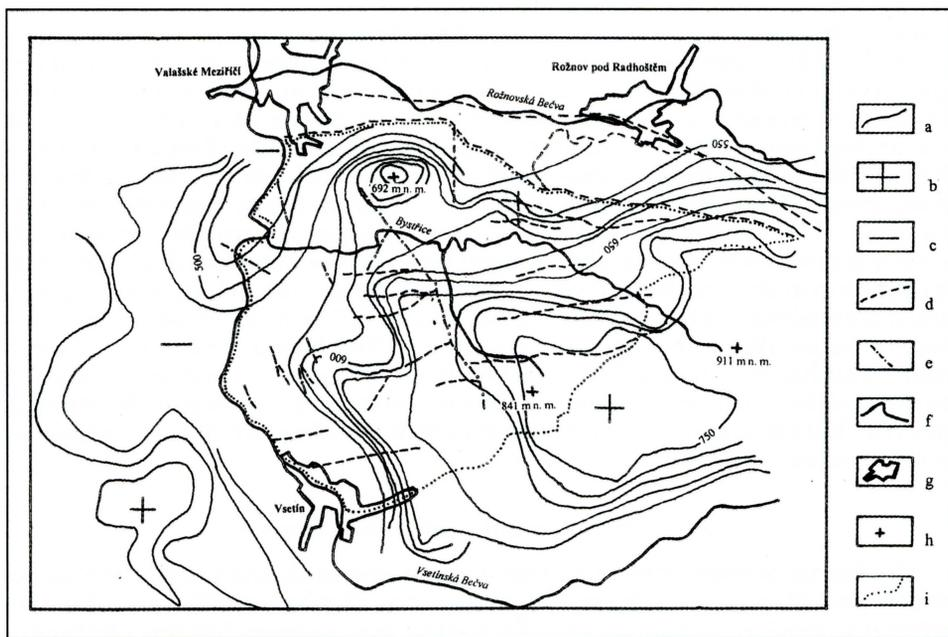 Valašské Meziříčí
Rožnov pod Radhoštěm
Rožnovská Bečva
550
692 m n. m.
Bystřice
650
500
600
911 m n. m.
841 m n. m.
750
Vsetín
Vsetínská Bečva
a
b
c
d
e
f
g
h
i